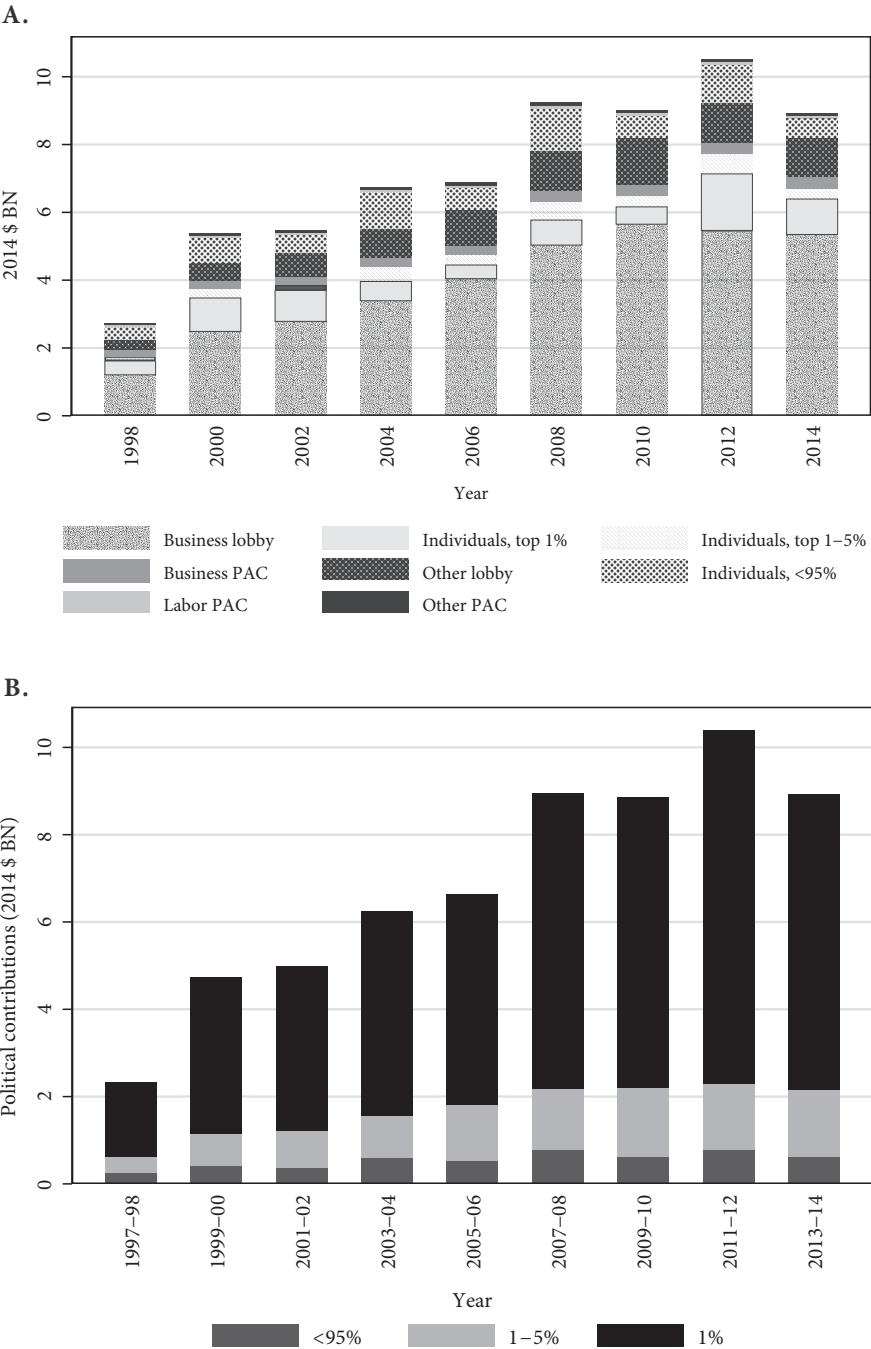 A.
2014 $ BN
10
8
6
4
2
0
1998
2000
2002
2004
2006
2008
2010
2012
2014
Year
Business lobby
Individuals, top 1%
Individuals, top 1–5%
Business PAC
Other lobby
Individuals, <95%
Labor PAC
Other PAC
B.
Political contributions (2014 $ BN)
10
8
6
4
2
0
1997–98
1999–00
2001–02
2003–04
2005–06
2007–08
2009–10
2011–12
2013–14
Year
<95%
1–5%
1%